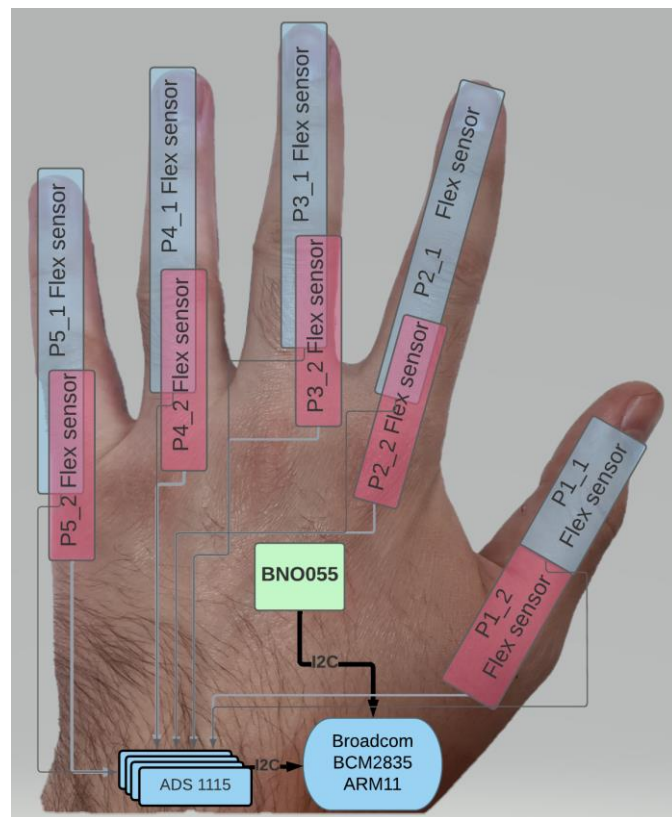 P5_1 Flex sensor
P4_1 Flex sensor
P3_1 Flex sensor
P2_1 Flex sensor
P5_2 Flex sensor
P4_2 Flex sensor
P3_2 Flex sensor
P2_2 Flex sensor
P1_1
Flex sensor
P1_2
Flex sensor
BNO055
I2C
Broadcom
BCM2835
ARM11
I2C
ADS 1115